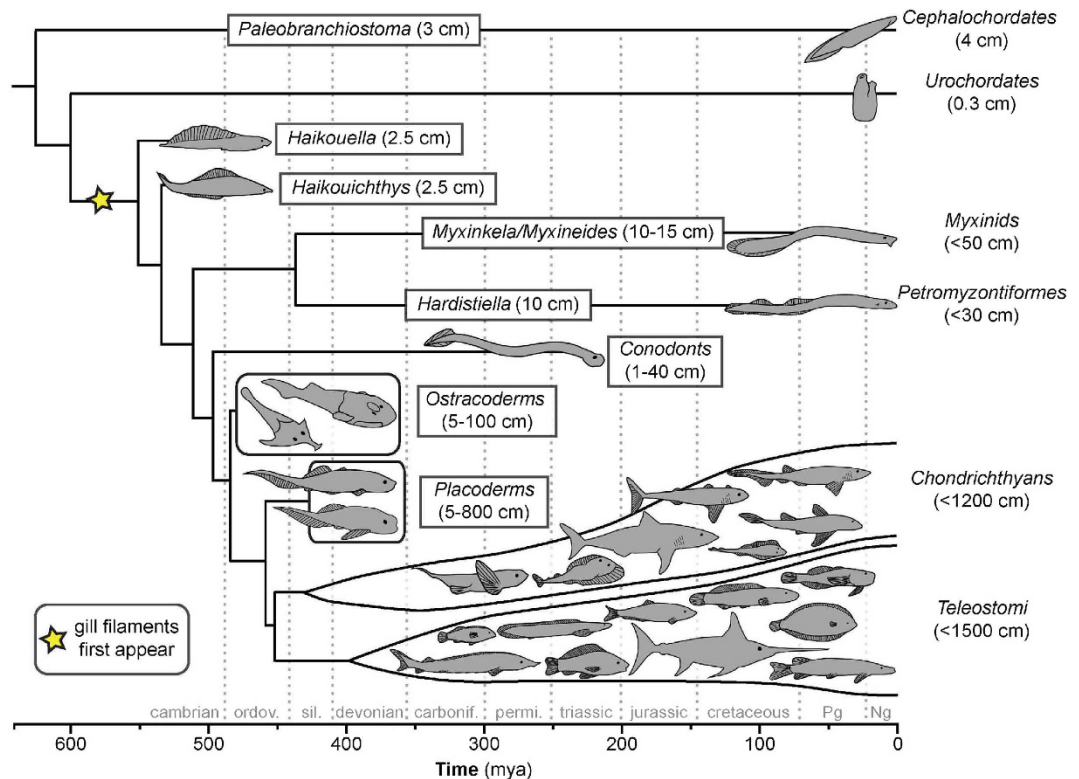 Paleobranchiostoma (3 cm)
Cephalochordates
(4 cm)
Urochordates
(0.3 cm)
Haikouella (2.5 cm)
Haikouichthys (2.5 cm)
Myxinkela/Myxineides (10-15 cm)
Myxinids
(<50 cm)
Hardistiella (10 cm)
Petromyzontiformes
(<30 cm)
Conodonts
(1-40 cm)
Ostracoderms
(5-100 cm)
Placoderms
(5-800 cm)
Chondrichthyans
(<1200 cm)
Teleostomi
(<1500 cm)
gill filaments
first appear
cambrian ordov. sil. devonian carbonif. permi. triassic jurassic cretaceous Pg Ng
600 500 400 300 200 100 0
Time (mya)